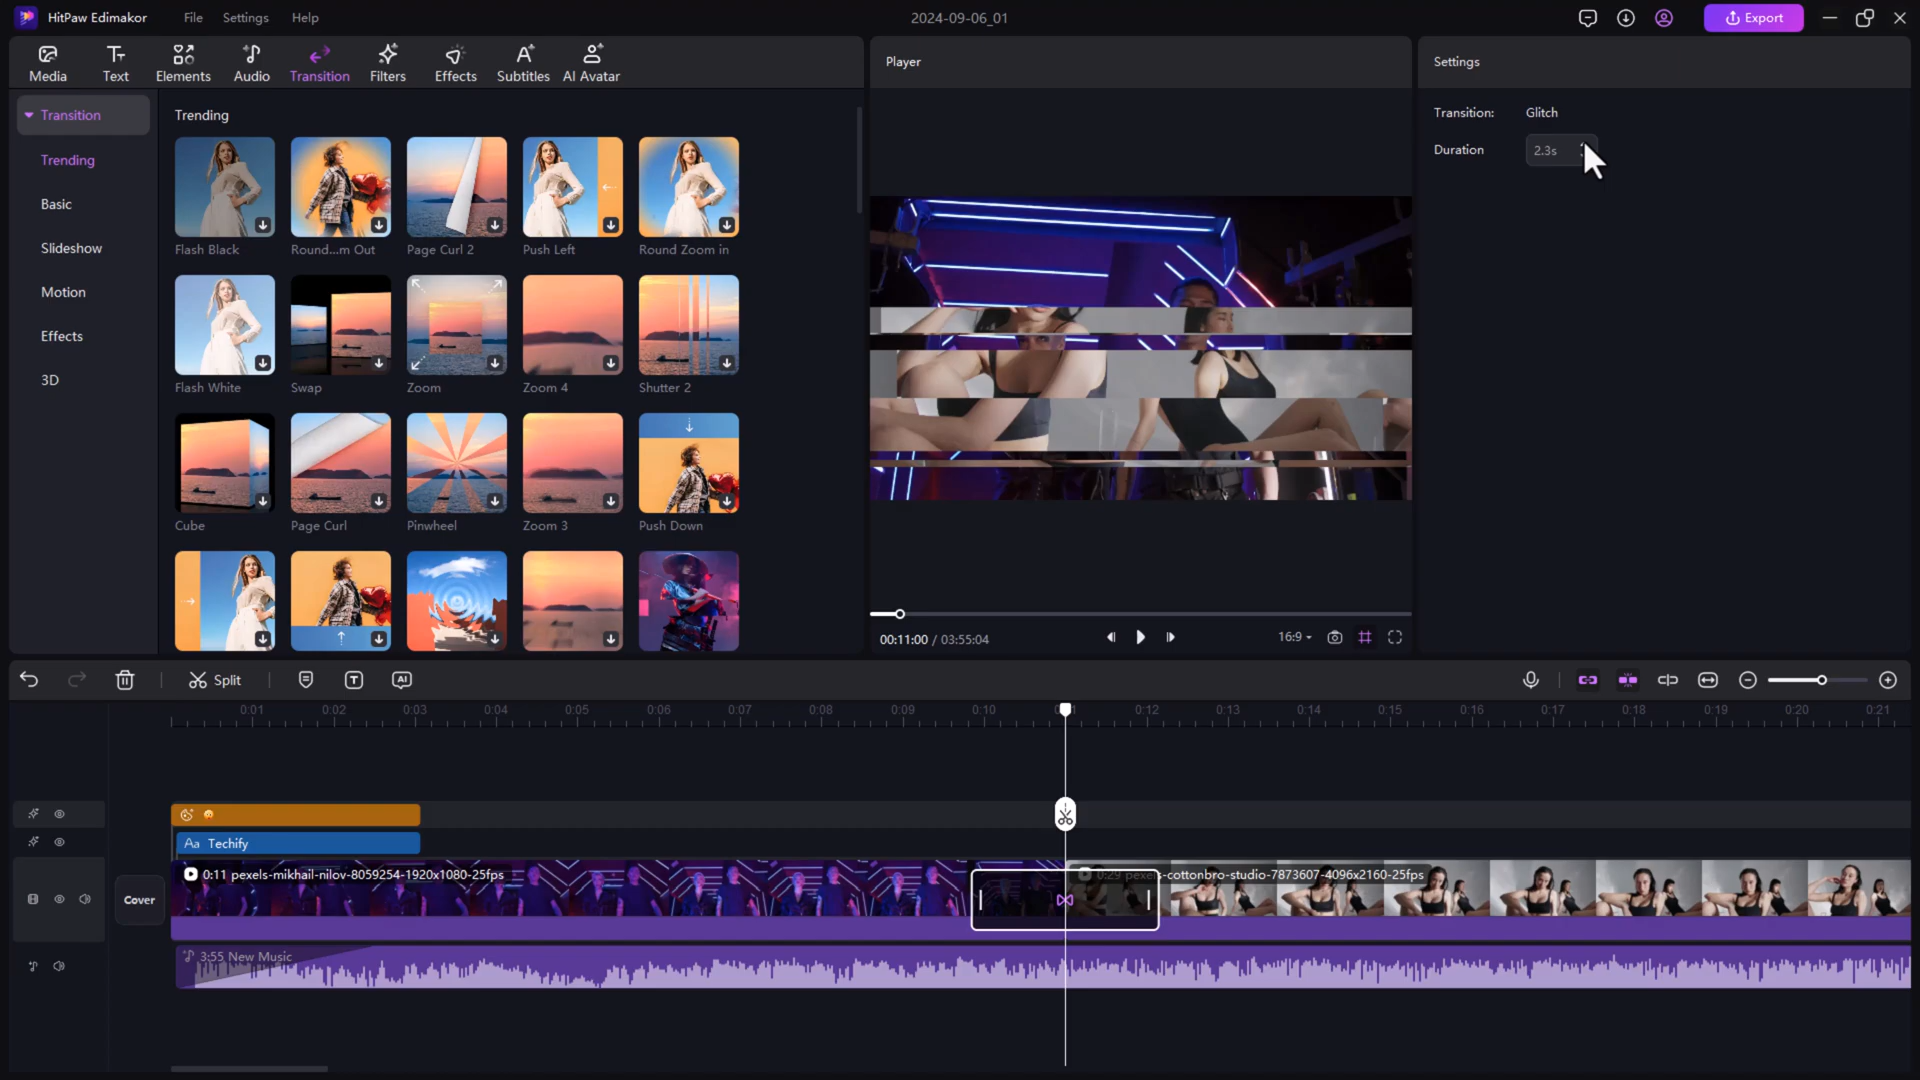 HitPaw Edimakor
File
Settings
Help
2024-09-06_01
Export
Media
Text
Elements
Audio
Transition
Filters
Effects
Subtitles
AI Avatar
Player
Settings
Transition
Trending
Basic
Slideshow
Motion
Effects
3D
Trending
Flash Black
Round...m Out
Page Curl 2
Push Left
Round Zoom in
Flash White
Swap
Zoom
Zoom 4
Shutter 2
Cube
Page Curl
Pinwheel
Zoom 3
Push Down
Transition: Glitch
Duration 2.3s
00:11:00 / 03:55:04
16:9
Split
AI
0:01 0:02 0:03 0:04 0:05 0:06 0:07 0:08 0:09 0:10 0:12 0:13 0:14 0:15 0:16 0:17 0:18 0:19 0:20 0:21
Aa Techify
Cover
0:11 pexels-mikhail-nilov-8059254-1920x1080-25fps
0:29 pexels-cottonbro-studio-7873607-4096x2160-25fps
3:55 New Music